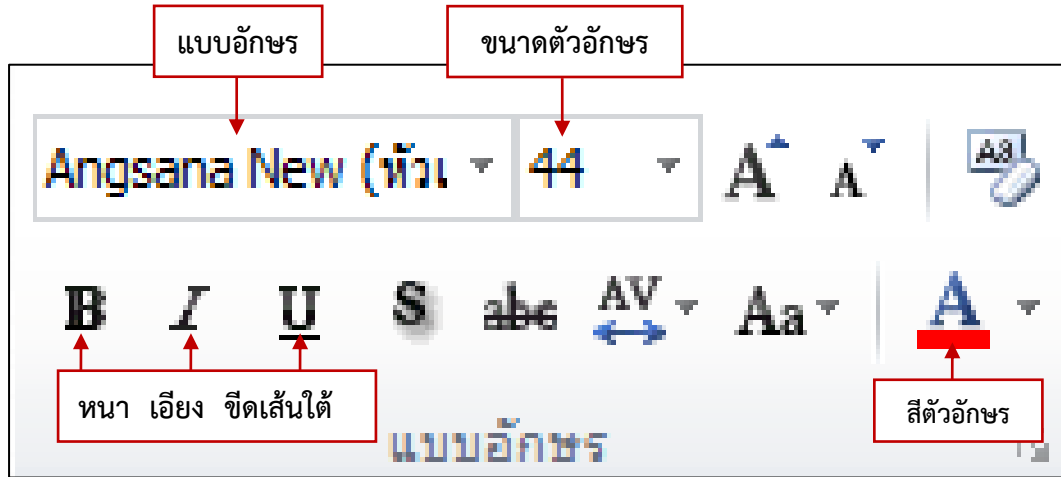 แบบอักษร ขนาดตัวอักษร
Angsana New (หัวเ 44 A A Aa
B I U S abc AV Aa A
หนา เอียง ขีดเส้นใต้ สีตัวอักษร
แบบอักษร